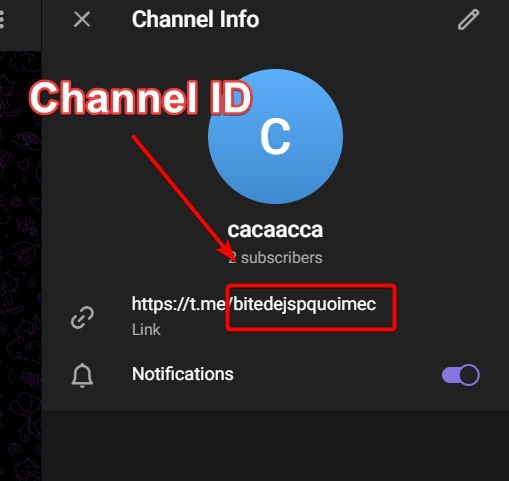 Channel Info
Channel ID
C
cacaacca
2 subscribers
https://t.me/bitedejspquoimec
Link
Notifications